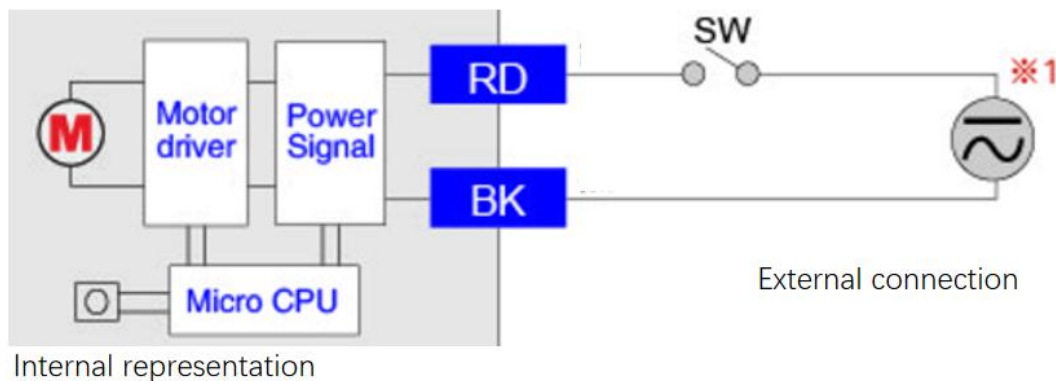 SW
RD
※1
M
Motor
driver
Power
Signal
BK
Micro CPU
External connection
Internal representation